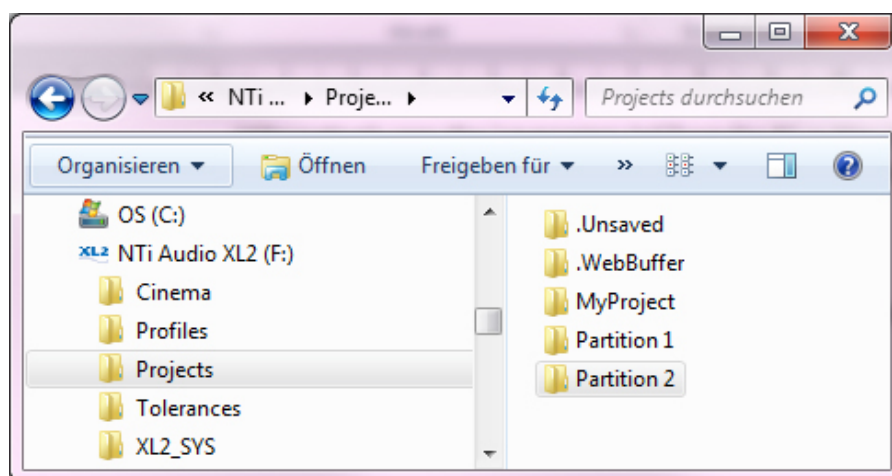 « NTi ... Proje...
Projects durchsuchen
Organisieren Öffnen Freigeben für »
OS (C:)
XL2 NTi Audio XL2 (F:)
Cinema
Profiles
Projects
Tolerances
XL2_SYS
.Unsaved
.WebBuffer
MyProject
Partition 1
Partition 2